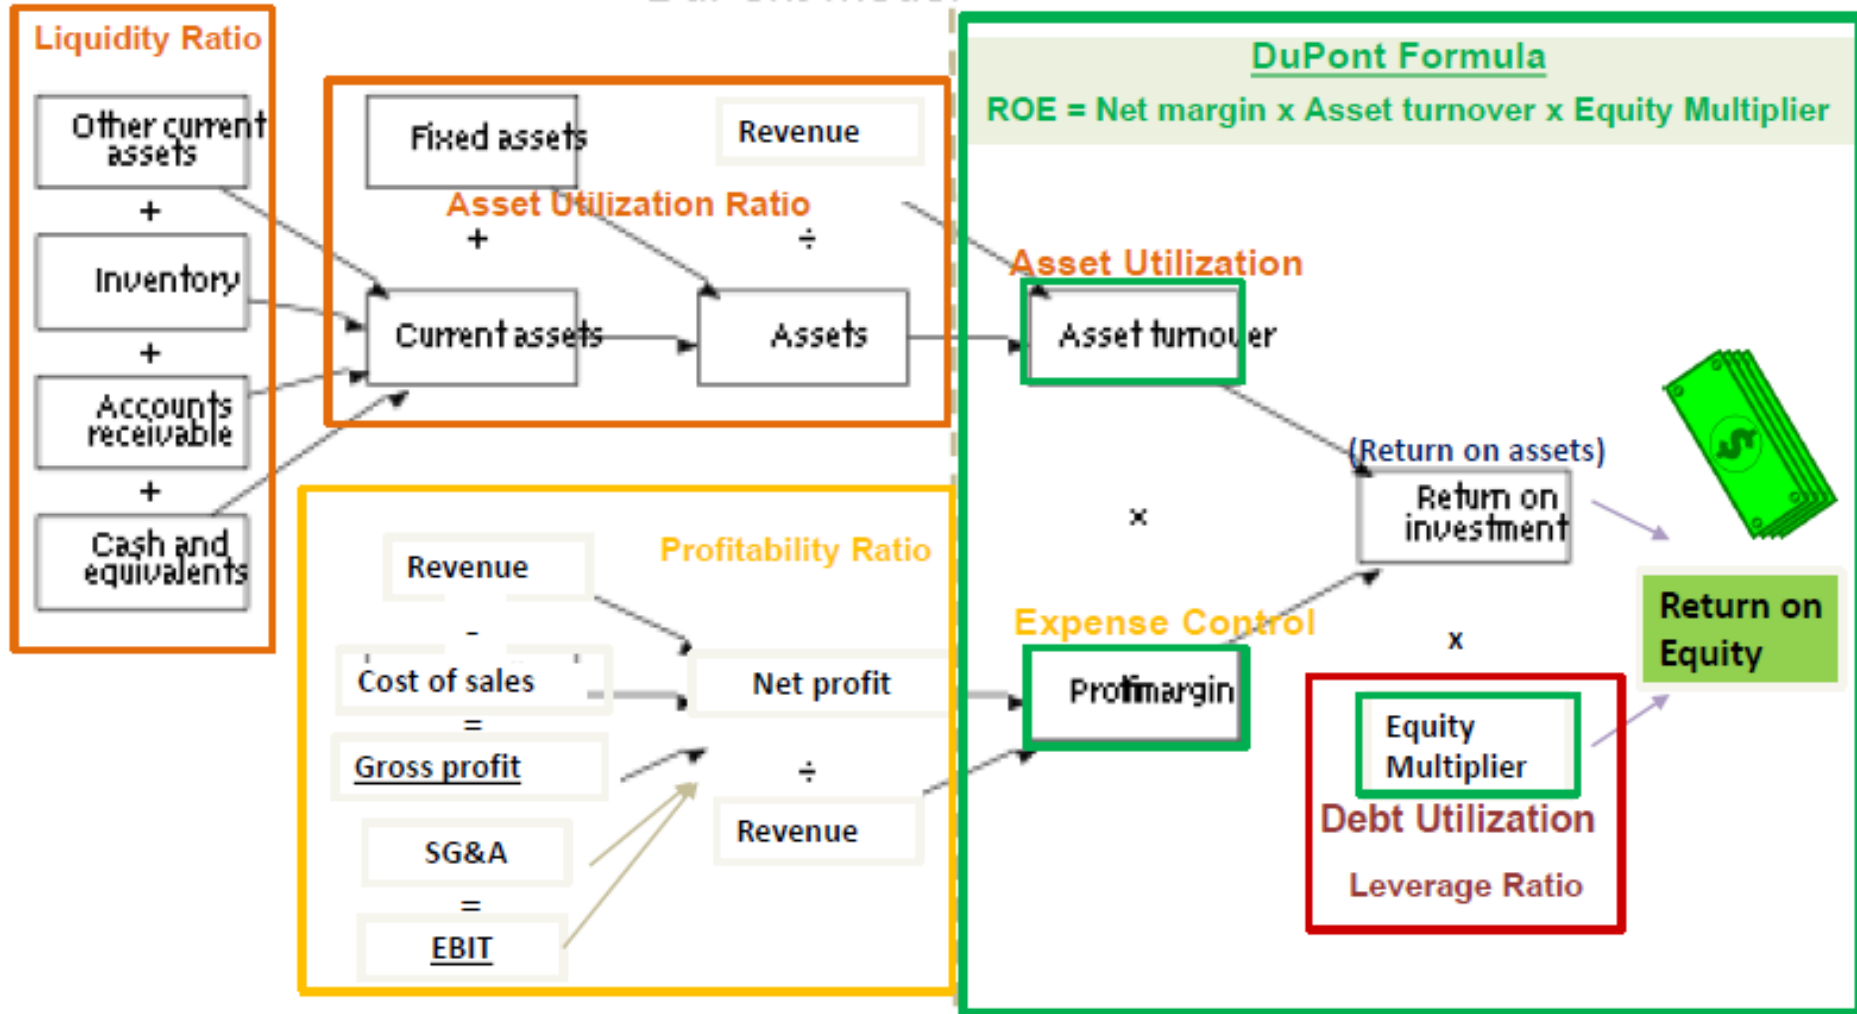 Liquidity Ratio
Other current
assets
+
Inventory
+
Accounts
receivable
+
Cash and
equivalents
Fixed assets
Revenue
Asset Utilization Ratio
+
÷
Current assets
Assets
Revenue
Profitability Ratio
-
Cost of sales
Net profit
=
Gross profit
÷
SG&A
Revenue
=
EBIT
DuPont Formula
ROE = Net margin x Asset turnover x Equity Multiplier
Asset Utilization
Asset turnover
(Return on assets)
x
Return on
investment
$
Expense Control
x
Profit margin
Return on
Equity
Equity
Multiplier
Debt Utilization
Leverage Ratio